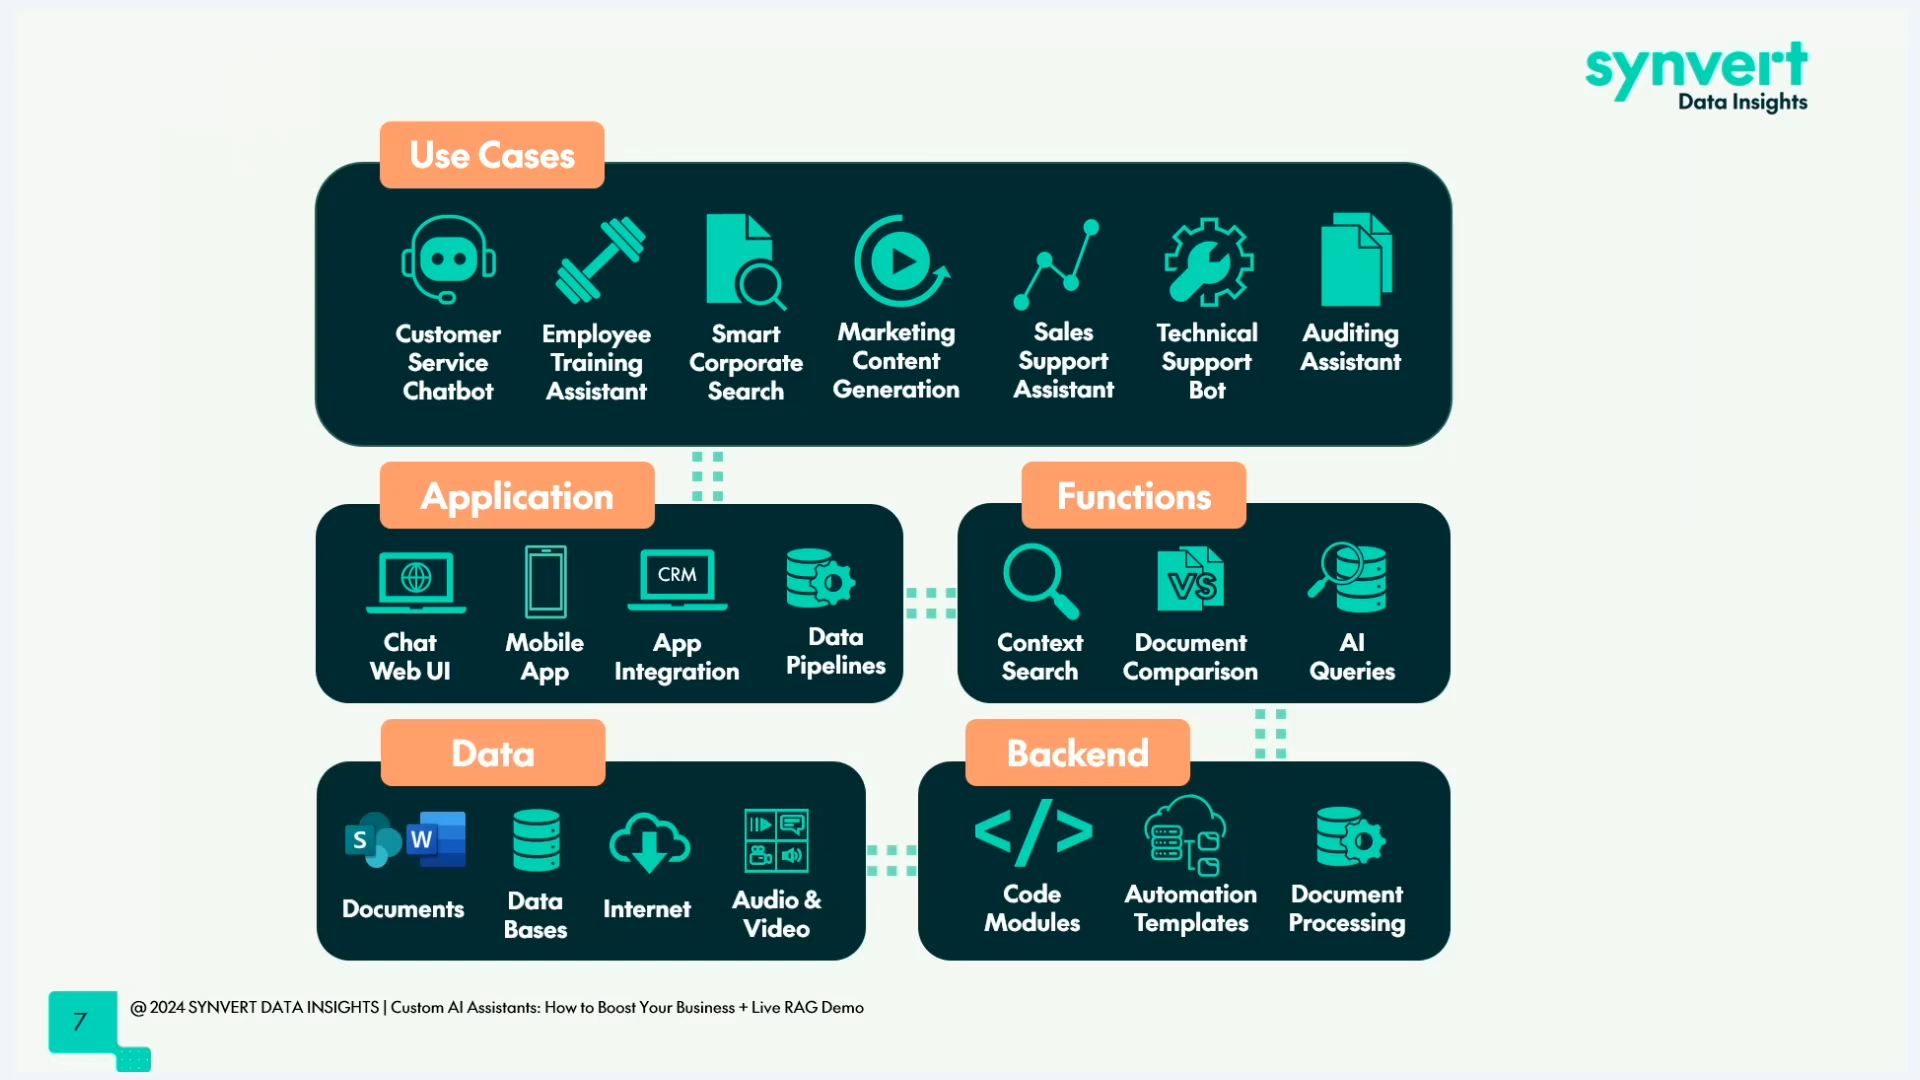 synvert
Data Insights
Use Cases
Customer
Service
Chatbot
Employee
Training
Assistant
Smart
Corporate
Search
Marketing
Content
Generation
Sales
Support
Assistant
Technical
Support
Bot
Auditing
Assistant
Application
CRM
Chat
Web UI
Mobile
App
App
Integration
Data
Pipelines
Functions
VS
Context
Search
Document
Comparison
AI
Queries
Data
S
W
Documents
Data
Bases
Internet
Audio &
Video
Backend
</>
Code
Modules
Automation
Templates
Document
Processing
7
@ 2024 SYNVERT DATA INSIGHTS | Custom AI Assistants: How to Boost Your Business + Live RAG Demo